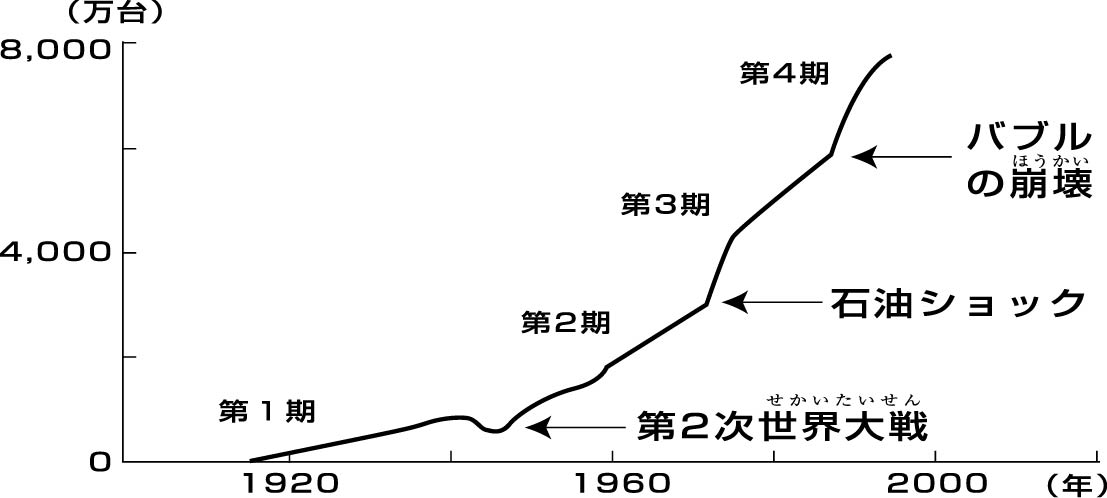 （万台）
8,000
第4期
バブル
ほうかい
の崩壊
第3期
4,000
石油ショック
第2期
せかいたいせん
第1期
第2次世界大戦
0
1920
1960
2000
（年）